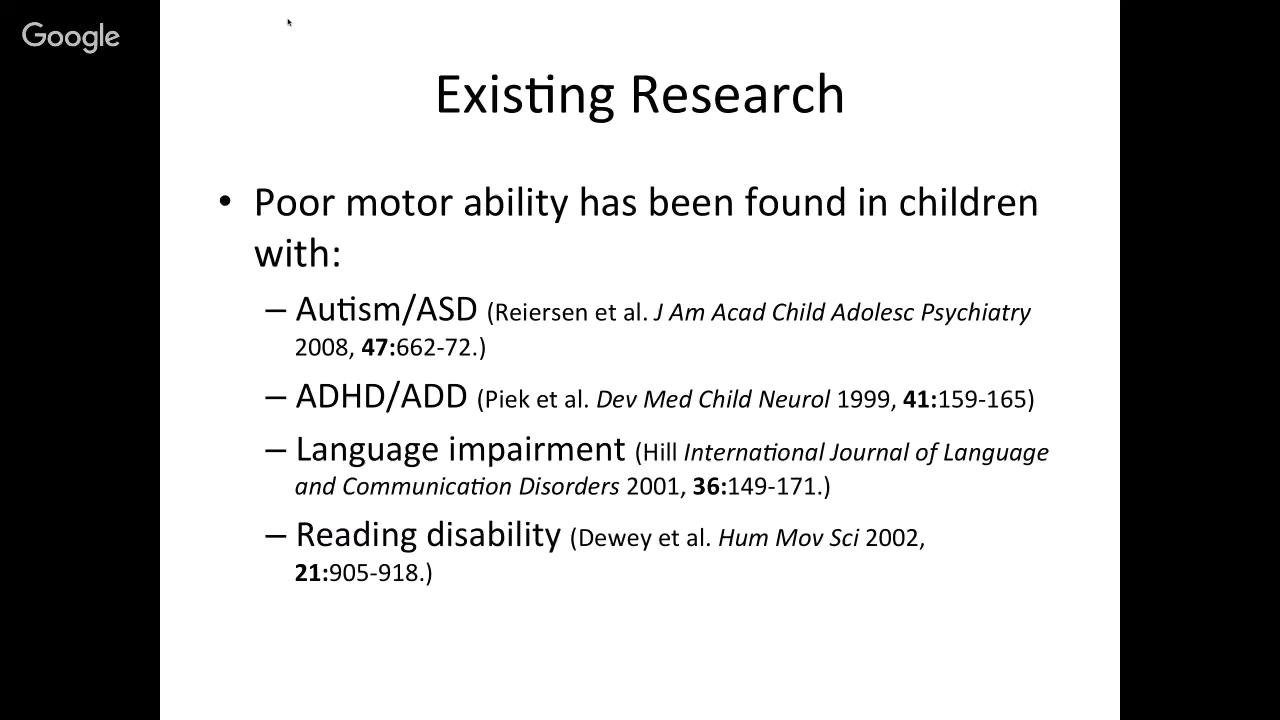 Google
Existing Research
• Poor motor ability has been found in children
with:
– Autism/ASD (Reiersen et al. J Am Acad Child Adolesc Psychiatry
2008, 47:662-72.)
– ADHD/ADD (Piek et al. Dev Med Child Neurol 1999, 41:159-165)
– Language impairment (Hill International Journal of Language
and Communication Disorders 2001, 36:149-171.)
– Reading disability (Dewey et al. Hum Mov Sci 2002,
21:905-918.)